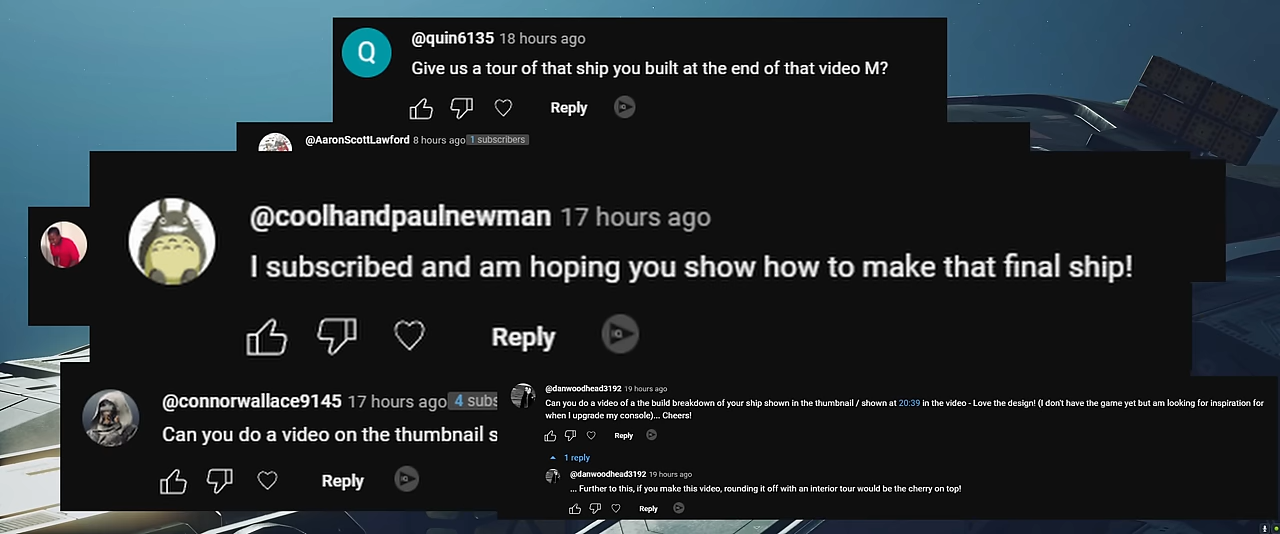 Q
@quin6135 18 hours ago
Give us a tour of that ship you built at the end of that video M?
Reply
@AaronScottLawford 8 hours ago 1 subscribers
@coolhandpaulnewman 17 hours ago
I subscribed and am hoping you show how to make that final ship!
Reply
@connorwallace9145 17 hours ago 4 subs
Can you do a video on the thumbnail s
Reply
@danwoodhead3192 19 hours ago
Can you do a video of a the build breakdown of your ship shown in the thumbnail / shown at 20:39 in the video - Love the design! (I don't have the game yet but am looking for inspiration for
when I upgrade my console)... Cheers!
Reply
1 reply
@danwoodhead3192 19 hours ago
... Further to this, if you make this video, rounding it off with an interior tour would be the cherry on top!
Reply